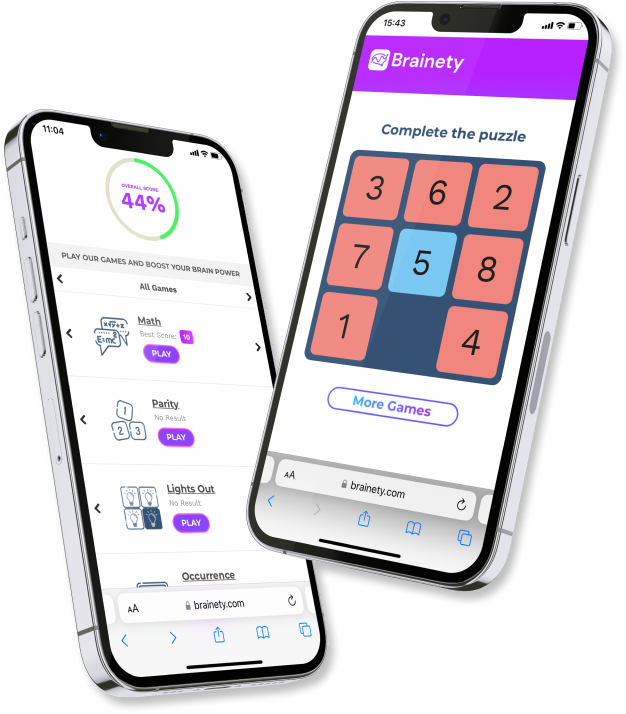 11:04
OVERALL SCORE
44%
PLAY OUR GAMES AND BOOST YOUR BRAIN POWER
All Games
Math
x√y+z
E=mc²
Best Score: 10
PLAY
Parity
1
2 3
No Result
PLAY
Lights Out
No Result
PLAY
Occurrence
AA brainety.com
15:43
Brainety
Complete the puzzle
3 6 2
7 5 8
1 4
More Games
AA brainety.com